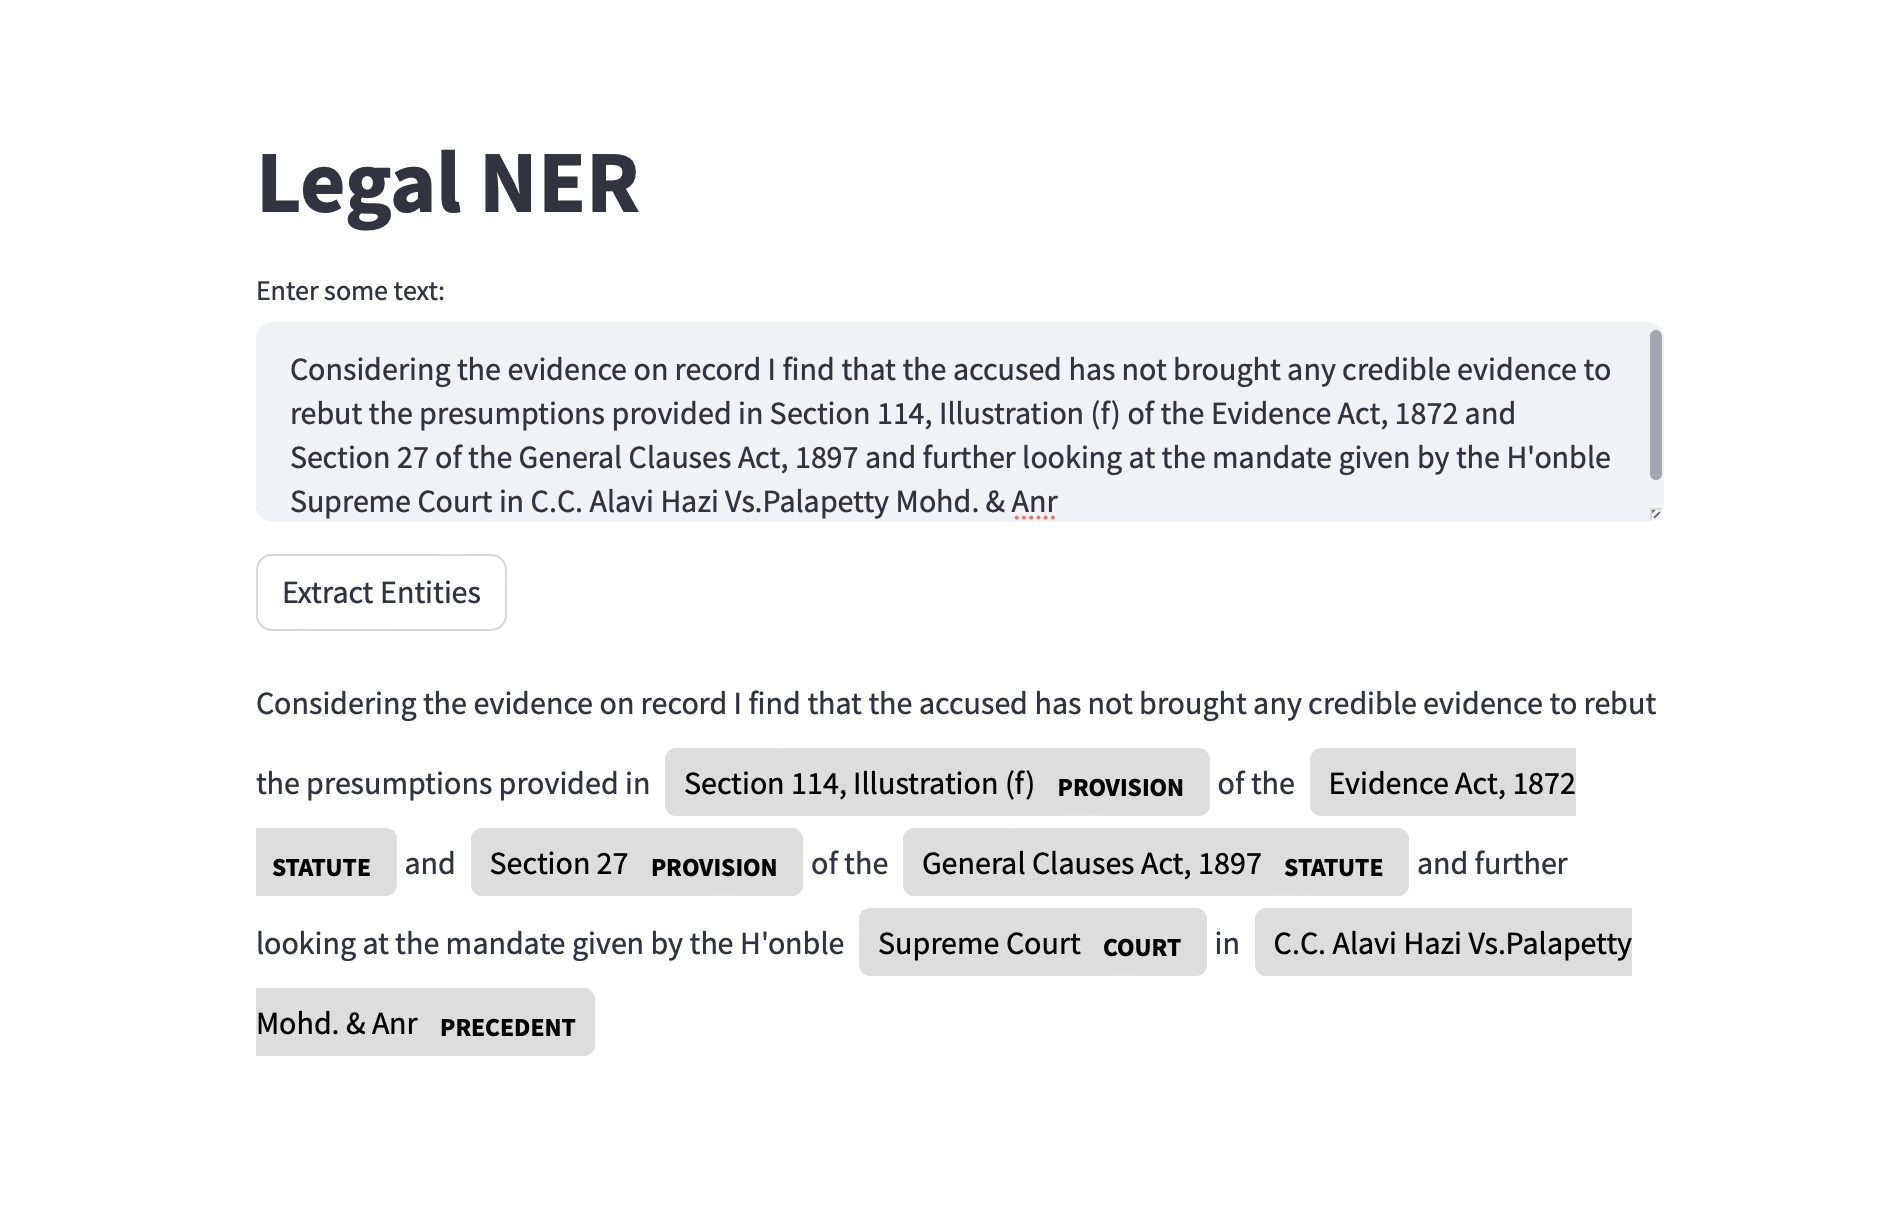 Legal NER
Enter some text:
Considering the evidence on record I find that the accused has not brought any credible evidence to
rebut the presumptions provided in Section 114, Illustration (f) of the Evidence Act, 1872 and
Section 27 of the General Clauses Act, 1897 and further looking at the mandate given by the H'onble
Supreme Court in C.C. Alavi Hazi Vs.Palapetty Mohd. & Anr
Extract Entities
Considering the evidence on record I find that the accused has not brought any credible evidence to rebut
the presumptions provided in Section 114, Illustration (f) PROVISION of the Evidence Act, 1872
STATUTE and Section 27 PROVISION of the General Clauses Act, 1897 STATUTE and further
looking at the mandate given by the H'onble Supreme Court COURT in C.C. Alavi Hazi Vs.Palapetty
Mohd. & Anr PRECEDENT